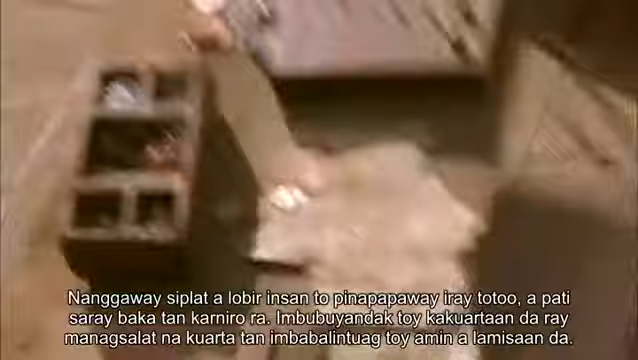 Nanggaway siplat a lobir insan to pinapapaway iray totoo, a pati
saray baka tan karniro ra. Imbubuyandak toy kakuartaan da ray
managsalat na kuarta tan imbabalintuag toy amin a lamisaan da.